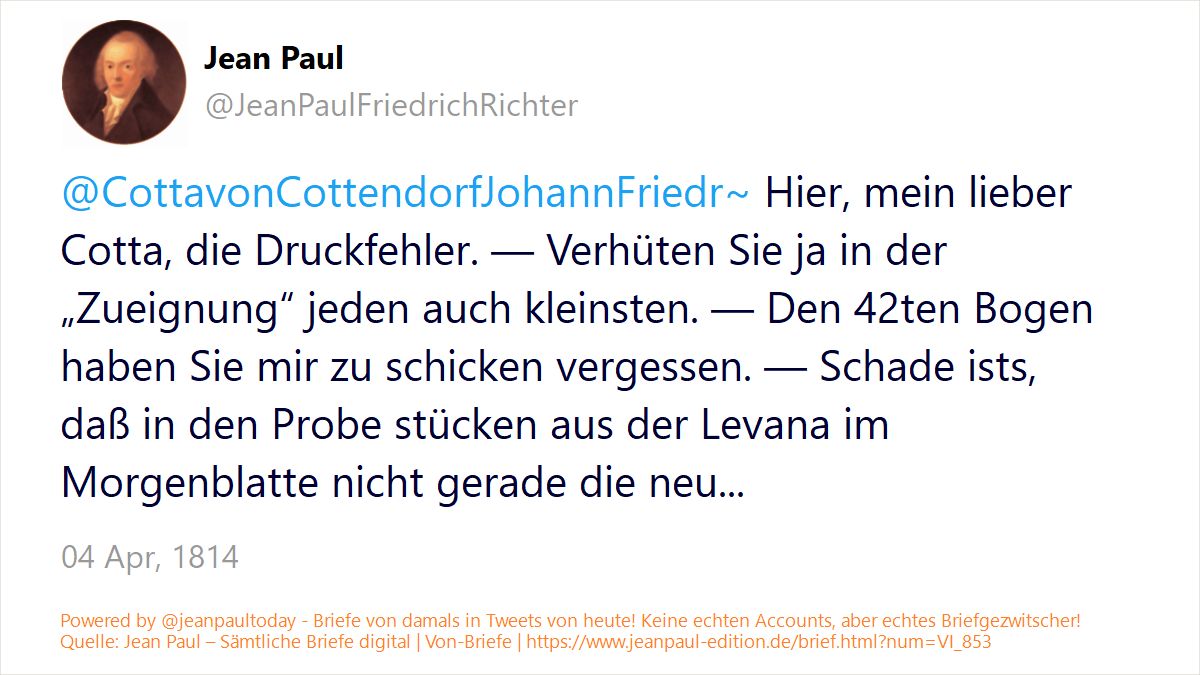 Jean Paul
@JeanPaulFriedrichRichter
@CottavonCottendorfJohannFriedr~ Hier, mein lieber
Cotta, die Druckfehler. — Verhüten Sie ja in der
„Zueignung“ jeden auch kleinsten. — Den 42ten Bogen
haben Sie mir zu schicken vergessen. — Schade ists,
daß in den Probe stücken aus der Levana im
Morgenblatte nicht gerade die neu...
04 Apr, 1814
Powered by @jeanpaultoday - Briefe von damals in Tweets von heute! Keine echten Accounts, aber echtes Briefgezwitscher!
Quelle: Jean Paul – Sämtliche Briefe digital | Von-Briefe | https://www.jeanpaul-edition.de/brief.html?num=VI_853